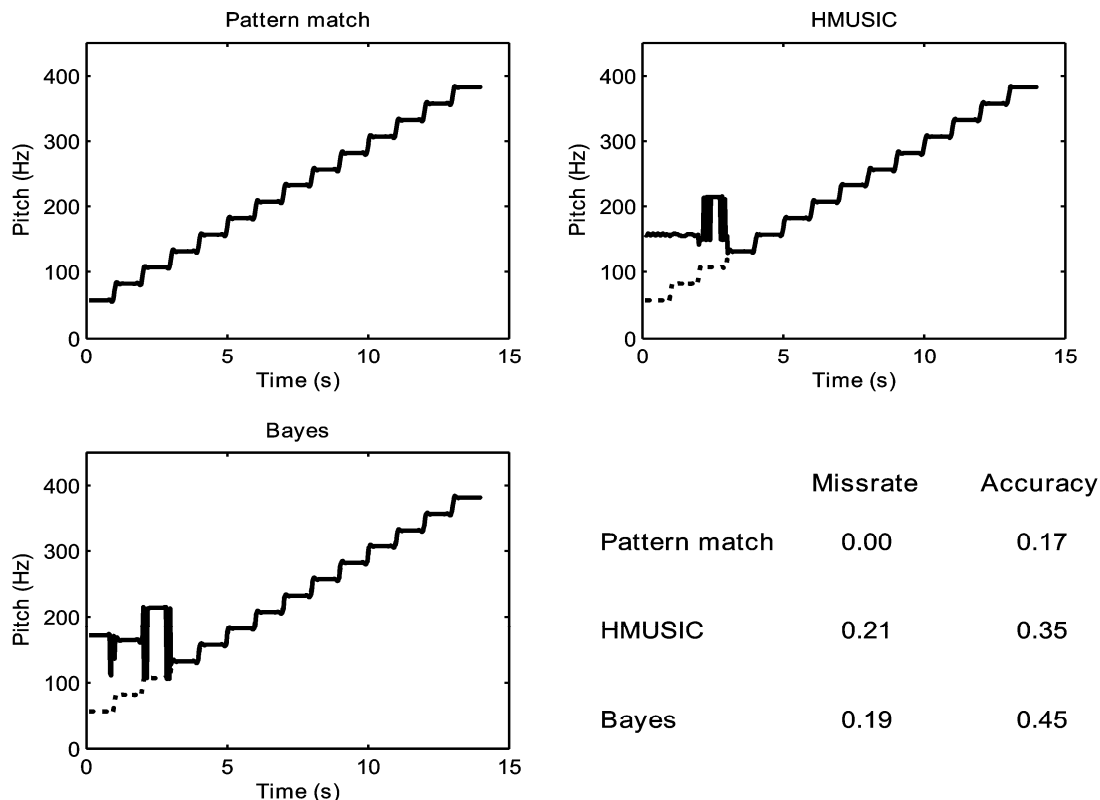 Pattern match
Pitch (Hz)
400
300
200
100
0
0 5 10 15
Time (s)
HMUSIC
Pitch (Hz)
400
300
200
100
0
0 5 10 15
Time (s)
Bayes
Pitch (Hz)
400
300
200
100
0
0 5 10 15
Time (s)
Missrate Accuracy
Pattern match 0.00 0.17
HMUSIC 0.21 0.35
Bayes 0.19 0.45